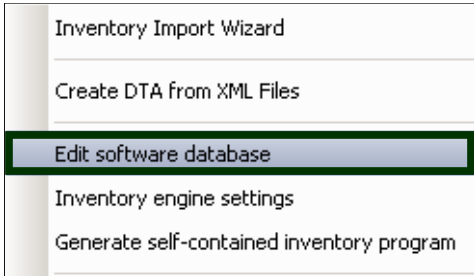 Inventory Import Wizard
Create DTA from XML Files
Edit software database
Inventory engine settings
Generate self-contained inventory program